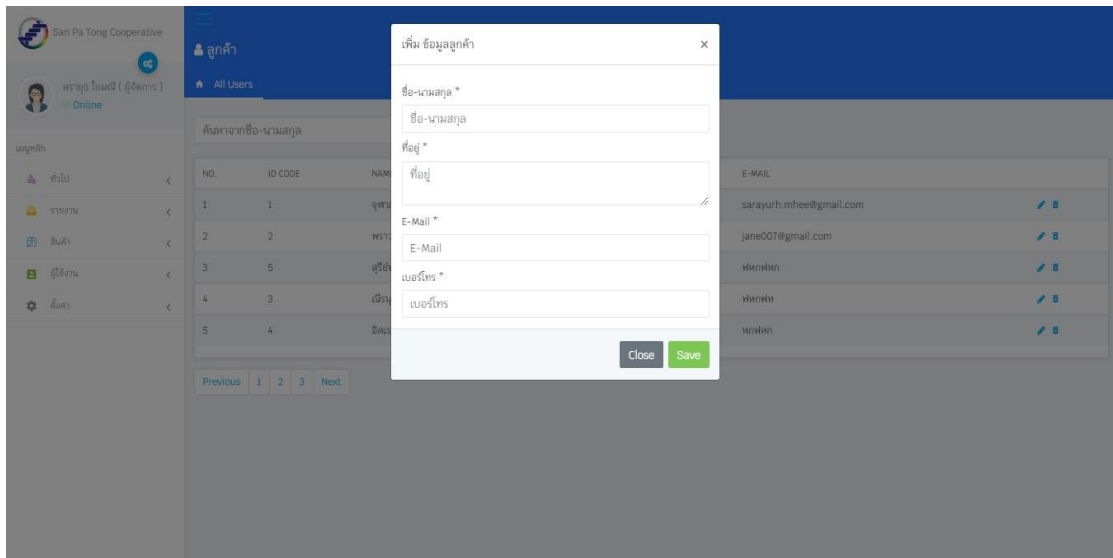 San Pa Tong Cooperative
ลูกค้า
All Users
ศรายุธ ( ผู้จัดการ )
Online
เมนูหลัก
ทั่วไป
รายงาน
สินค้า
ผู้ใช้งาน
ตั้งค่า
ค้นหาจากชื่อ-นามสกุล
NO. ID CODE E-MAIL
1 1 sarayurh.mhee@gmail.com
2 2 jane007@gmail.com
3 5 ฟหกฟหก
4 3 ฟหกฟห
5 4 หกฟหก
Previous 1 2 3 Next
เพิ่ม ข้อมูลลูกค้า ×
ชื่อ-นามสกุล *
ชื่อ-นามสกุล
ที่อยู่ *
ที่อยู่
E-Mail *
E-Mail
เบอร์โทร *
เบอร์โทร
Close Save